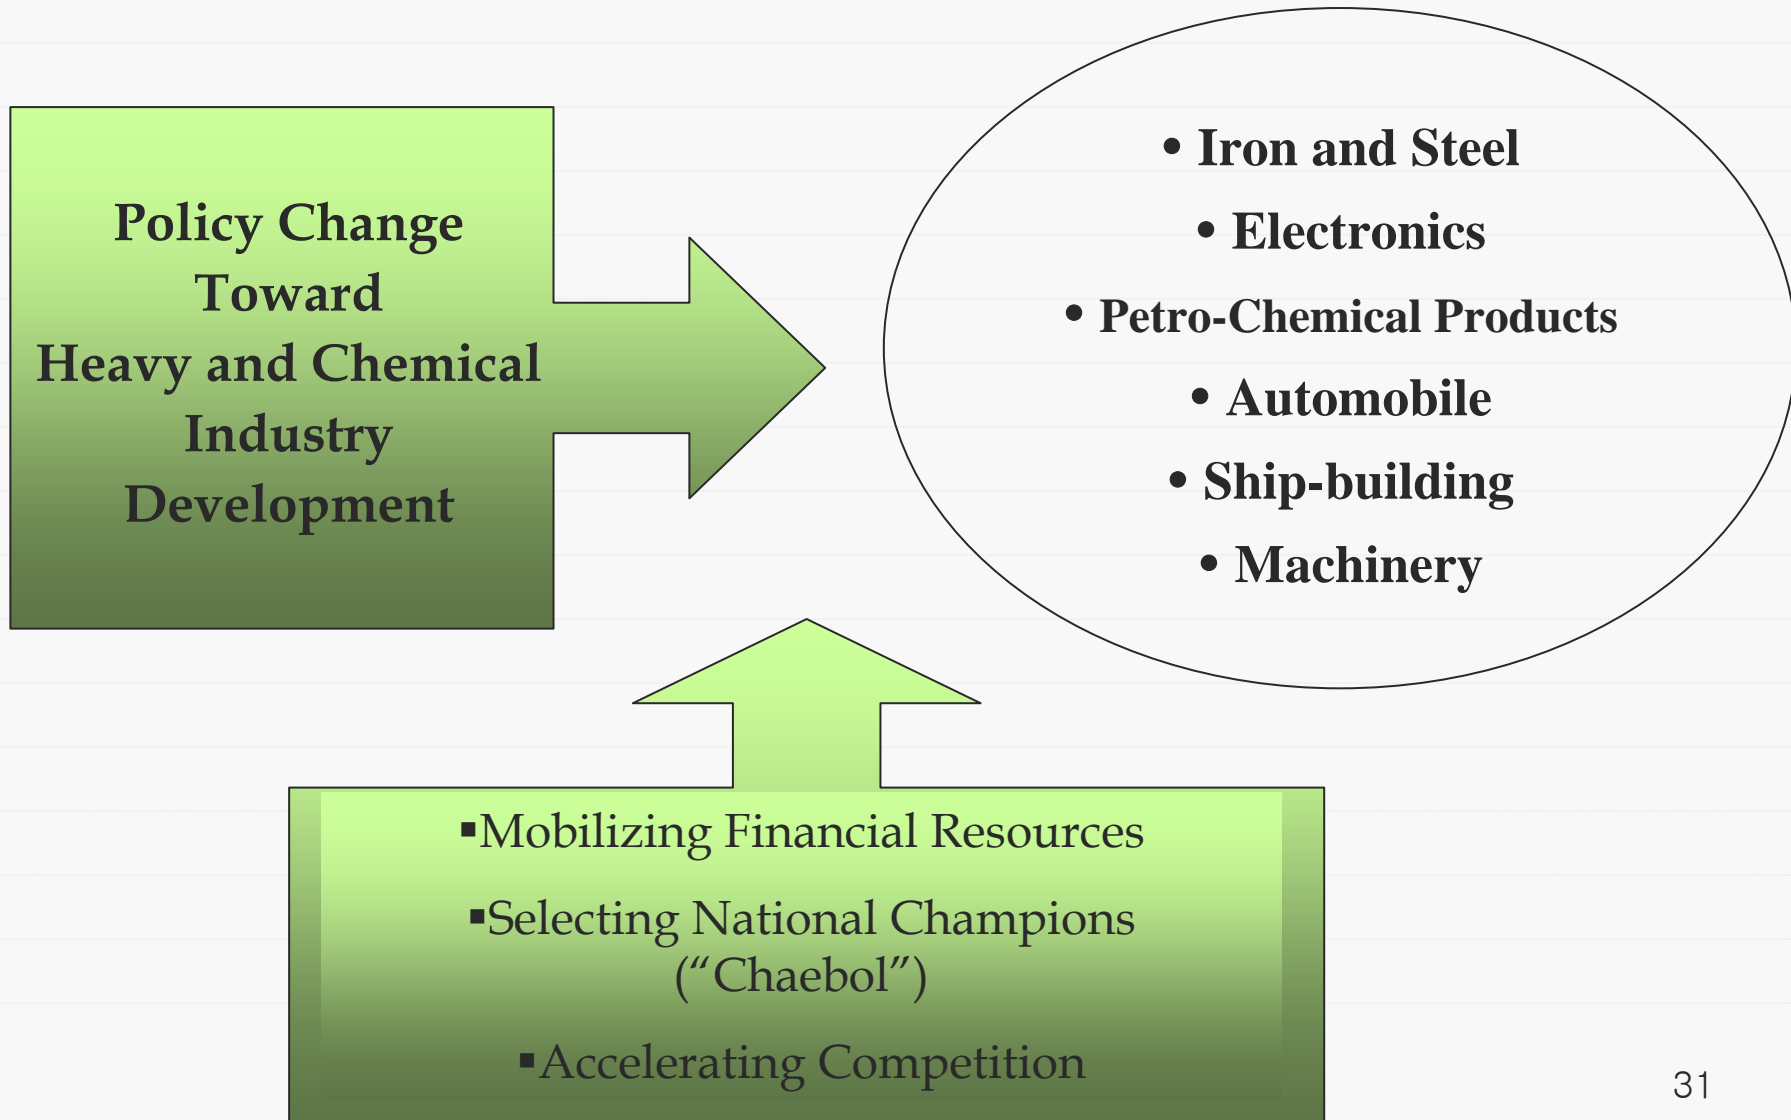 Policy Change
Toward
Heavy and Chemical
Industry
Development
• Iron and Steel
• Electronics
• Petro-Chemical Products
• Automobile
• Ship-building
• Machinery
▪Mobilizing Financial Resources
▪Selecting National Champions
(“Chaebol”)
▪Accelerating Competition
31